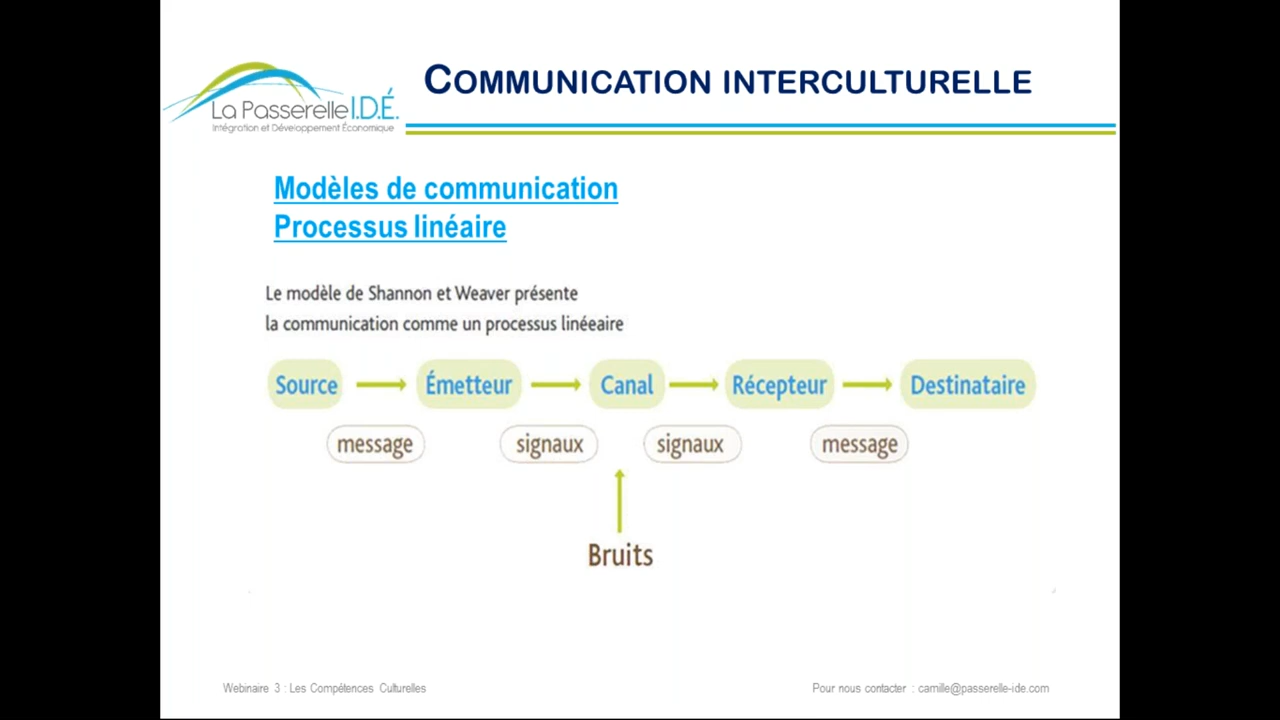 La Passerelle I.D.É.
Intégration et Développement Économique
COMMUNICATION INTERCULTURELLE
Modèles de communication
Processus linéaire
Le modèle de Shannon et Weaver présente
la communication comme un processus linéeaire
Source Émetteur Canal Récepteur Destinataire
message signaux signaux message
Bruits
Webinaire 3 : Les Compétences Culturelles
Pour nous contacter : camille@passerelle-ide.com